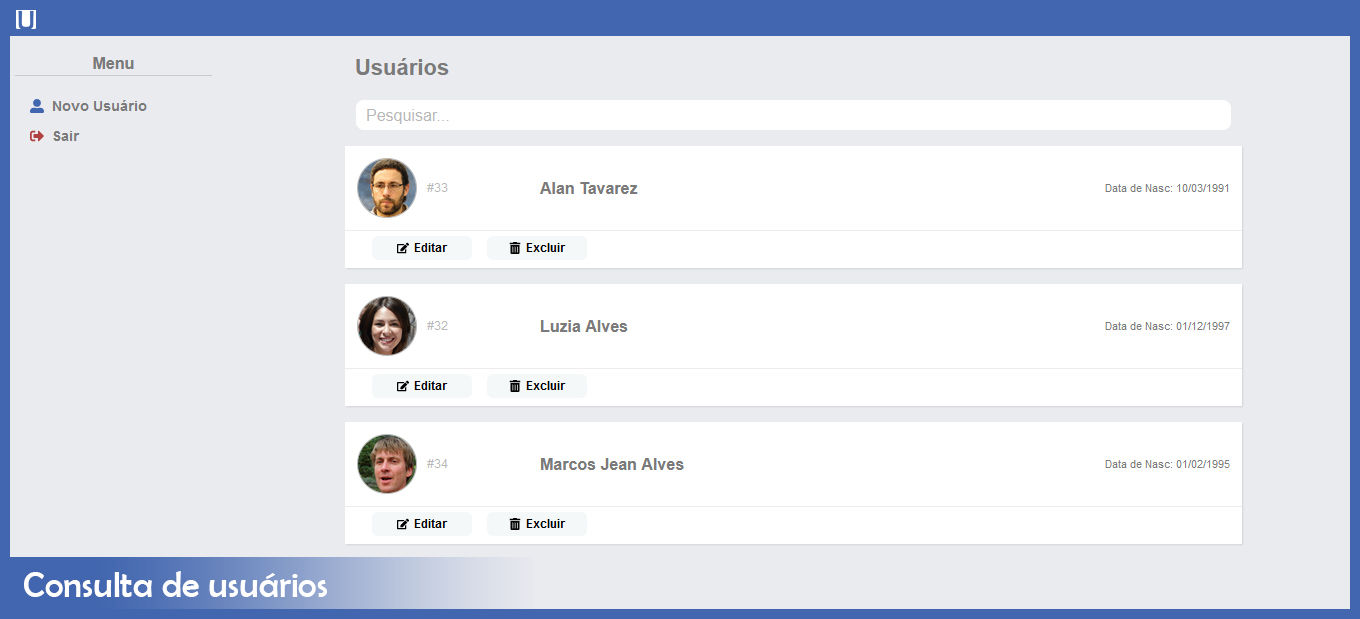 [U]
Menu
Novo Usuário
Sair
Usuários
Pesquisar...
#33
Alan Tavarez
Data de Nasc: 10/03/1991
Editar
Excluir
#32
Luzia Alves
Data de Nasc: 01/12/1997
Editar
Excluir
#34
Marcos Jean Alves
Data de Nasc: 01/02/1995
Editar
Excluir
Consulta de usuários